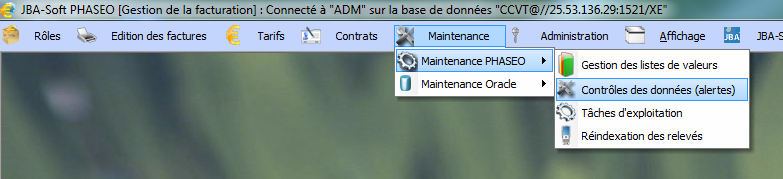 JBA-Soft PHASEO [Gestion de la facturation] : Connecté à "ADM" sur la base de données "CCVT@//25.53.136.29:1521/XE"
Rôles Edition des factures Tarifs Contrats Maintenance Administration Affichage JBA JBA-S
Maintenance PHASEO
Maintenance Oracle
Gestion des listes de valeurs
Contrôles des données (alertes)
Tâches d'exploitation
Réindexation des relevés